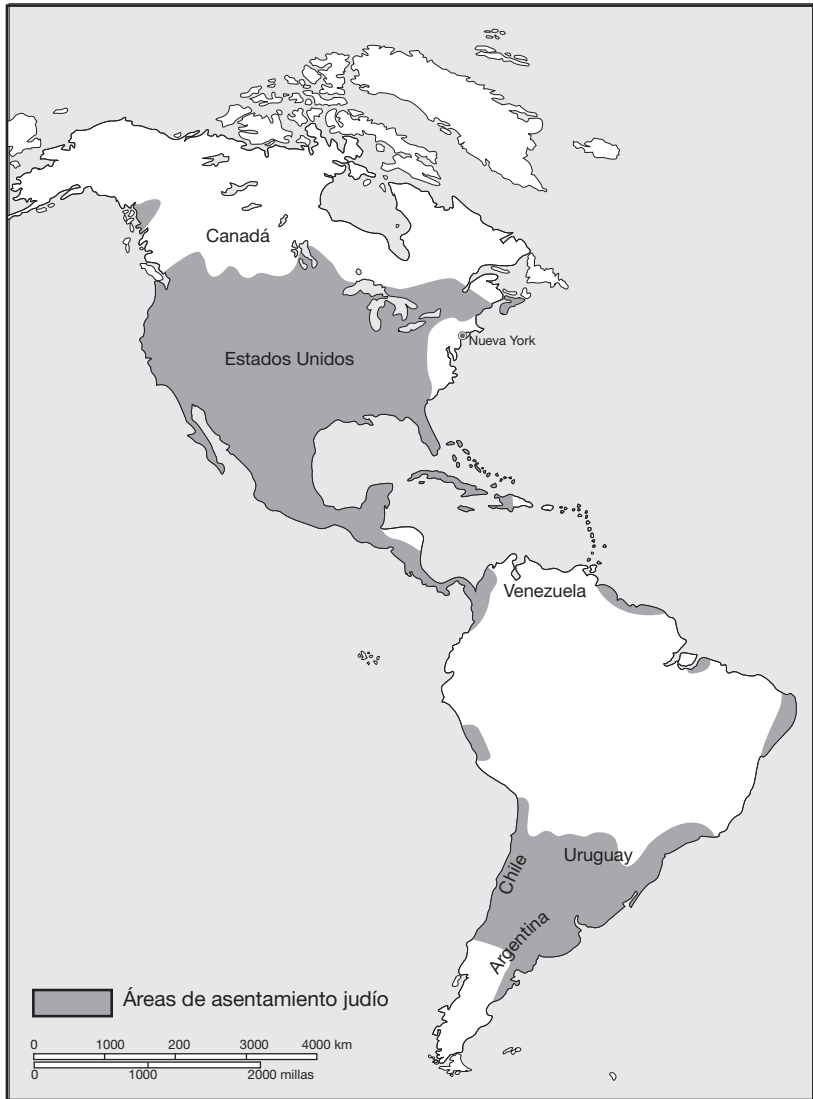 Canadá
Nueva York
Estados Unidos
Venezuela
Uruguay
Chile
Argentina
Áreas de asentamiento judío
0 1000 200 3000 4000 km
0 1000 2000 millas